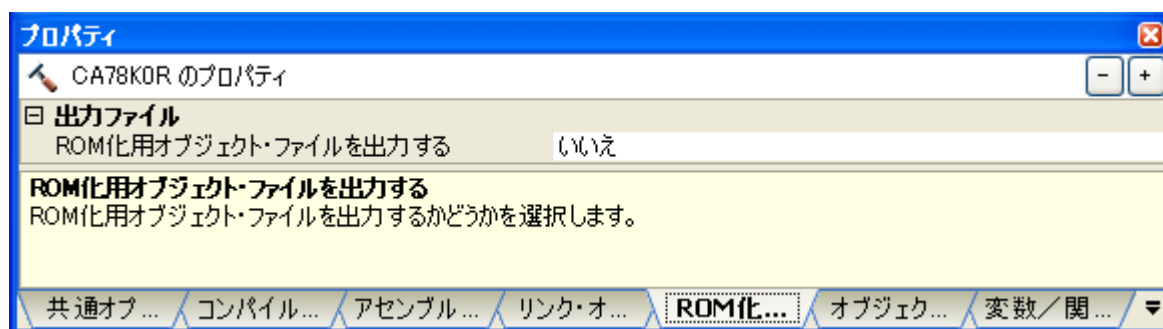 プロパティ
CA78K0R のプロパティ
出力ファイル
ROM化用オブジェクト・ファイルを出力する いいえ
ROM化用オブジェクト・ファイルを出力する
ROM化用オブジェクト・ファイルを出力するかどうかを選択します。
共通オプ... コンパイル... アセンブル... リンク・オ... ROM化... オブジェク... 変数／関...